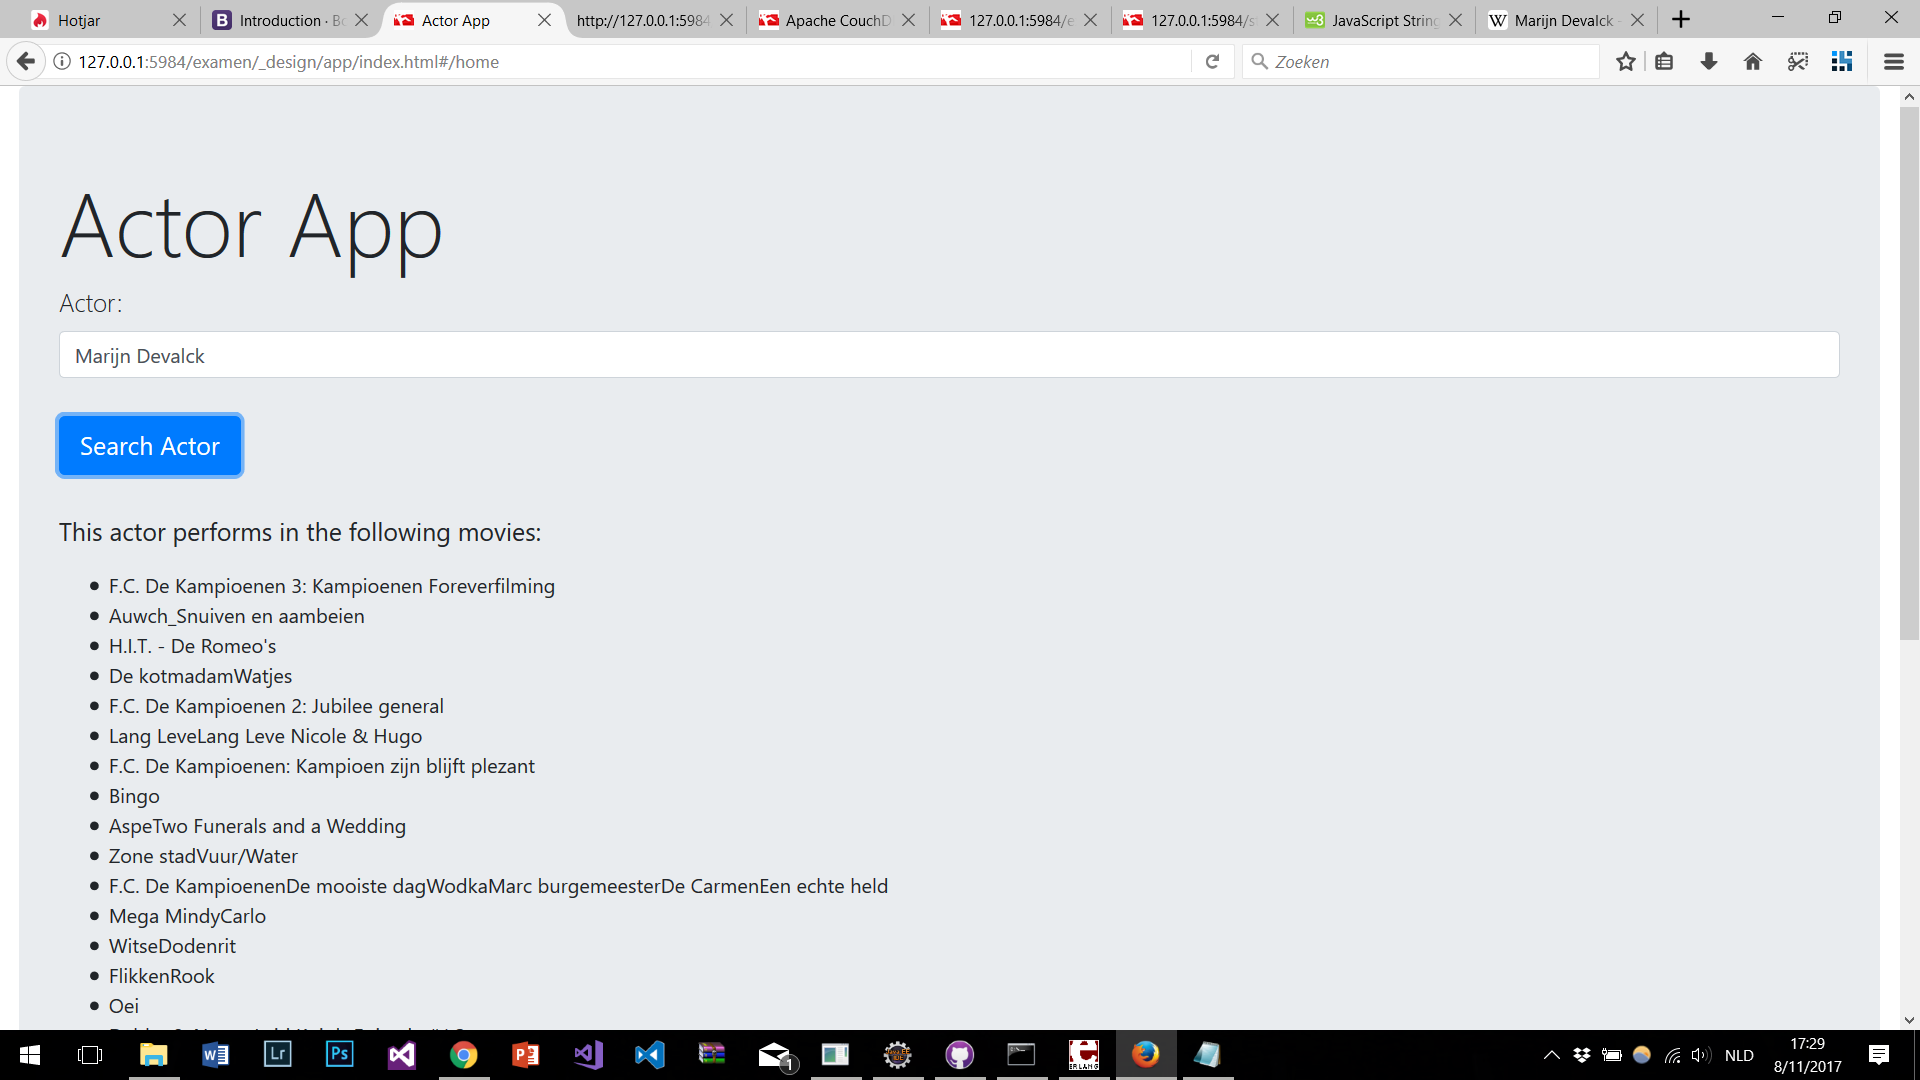 Hotjar
Introduction · Bo
Actor App
http://127.0.0.1:5984
Apache CouchD
127.0.0.1:5984/e
127.0.0.1:5984/s
JavaScript String
Marijn Devalck -
127.0.0.1:5984/examen/_design/app/index.html#/home
Zoeken
Actor App
Actor:
Marijn Devalck
Search Actor
This actor performs in the following movies:
F.C. De Kampioenen 3: Kampioenen Foreverfilming
Auwch_Snuiven en aambeien
H.I.T. - De Romeo's
De kotmadamWatjes
F.C. De Kampioenen 2: Jubilee general
Lang LeveLang Leve Nicole & Hugo
F.C. De Kampioenen: Kampioen zijn blijft plezant
Bingo
AspeTwo Funerals and a Wedding
Zone stadVuur/Water
F.C. De KampioenenDe mooiste dagWodkaMarc burgemeesterDe CarmenEen echte held
Mega MindyCarlo
WitseDodenrit
FlikkenRook
Oei
Lr
Ps
1
ERLANG
NLD
17:29
8/11/2017